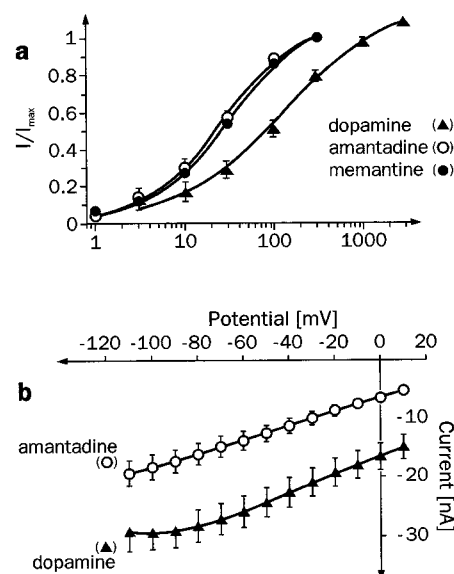 a
1
0.8
0.6
0.4
0.2
0
I/Imax
dopamine (▲)
amantadine (○)
memantine (●)
1 10 100 1000
Potential [mV]
-120 -100 -80 -60 -40 -20 0 20
b
-10
-20
-30
Current [nA]
amantadine
(○)
(▲)
dopamine